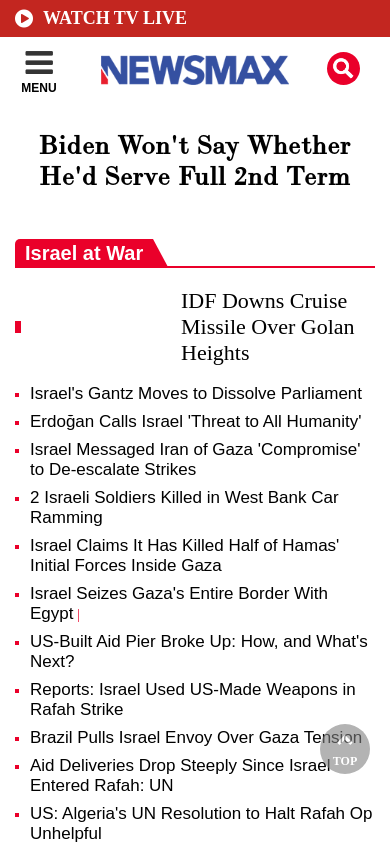 WATCH TV LIVE
MENU
NEWSMAX
Biden Won't Say Whether
He'd Serve Full 2nd Term
Israel at War
IDF Downs Cruise
Missile Over Golan
Heights
Israel's Gantz Moves to Dissolve Parliament
Erdoğan Calls Israel 'Threat to All Humanity'
Israel Messaged Iran of Gaza 'Compromise'
to De-escalate Strikes
2 Israeli Soldiers Killed in West Bank Car
Ramming
Israel Claims It Has Killed Half of Hamas'
Initial Forces Inside Gaza
Israel Seizes Gaza's Entire Border With
Egypt |
US-Built Aid Pier Broke Up: How, and What's
Next?
Reports: Israel Used US-Made Weapons in
Rafah Strike
Brazil Pulls Israel Envoy Over Gaza Tension
TOP
Aid Deliveries Drop Steeply Since Israel
Entered Rafah: UN
US: Algeria's UN Resolution to Halt Rafah Op
Unhelpful